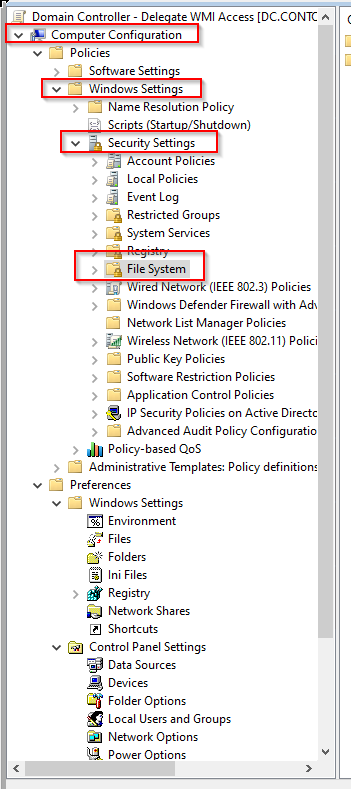 Domain Controller - Delegate WMI Access [DC.CONTO
Computer Configuration
Policies
Software Settings
Windows Settings
Name Resolution Policy
Scripts (Startup/Shutdown)
Security Settings
Account Policies
Local Policies
Event Log
Restricted Groups
System Services
Registry
File System
Wired Network (IEEE 802.3) Policies
Windows Defender Firewall with Adv
Network List Manager Policies
Wireless Network (IEEE 802.11) Polici
Public Key Policies
Software Restriction Policies
Application Control Policies
IP Security Policies on Active Directo
Advanced Audit Policy Configuratio
Policy-based QoS
Administrative Templates: Policy definitions
Preferences
Windows Settings
Environment
Files
Folders
Ini Files
Registry
Network Shares
Shortcuts
Control Panel Settings
Data Sources
Devices
Folder Options
Local Users and Groups
Network Options
Power Options